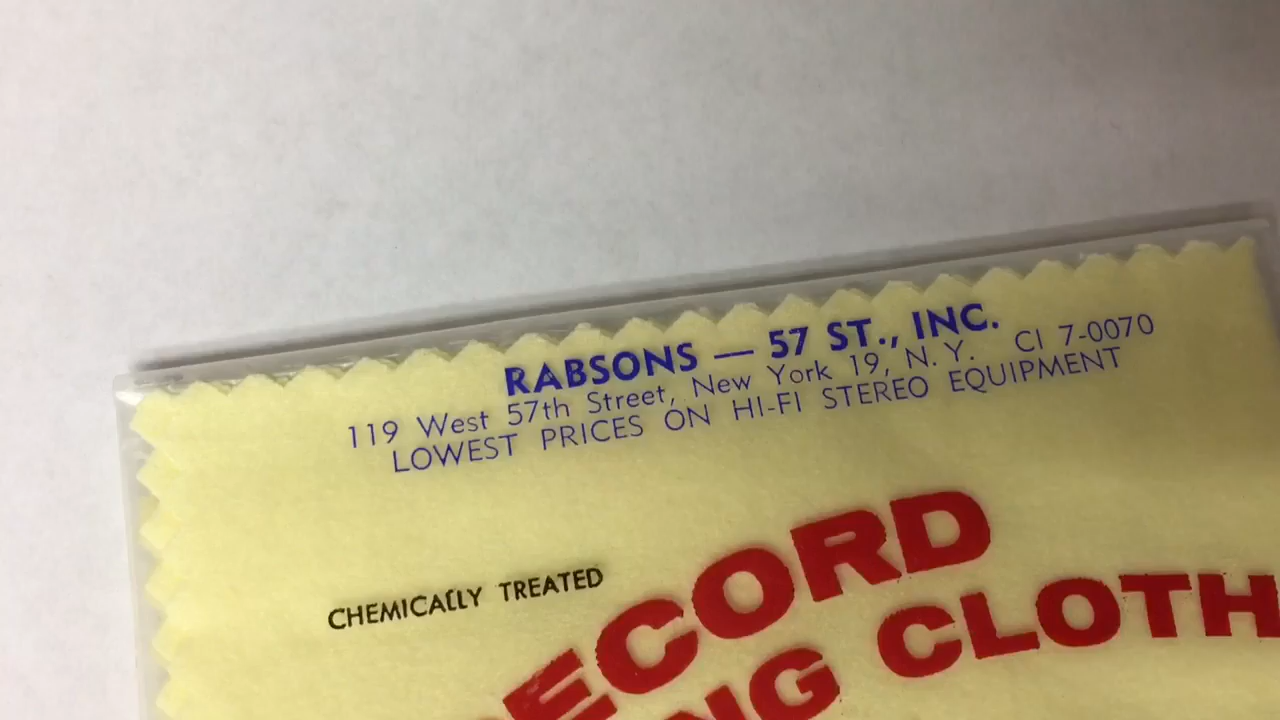 RABSONS — 57 ST., INC.
119 West 57th Street, New York 19, N. Y. CI 7-0070
LOWEST PRICES ON HI-FI STEREO EQUIPMENT
CHEMICALLY TREATED
ECORD
NG CLOTH